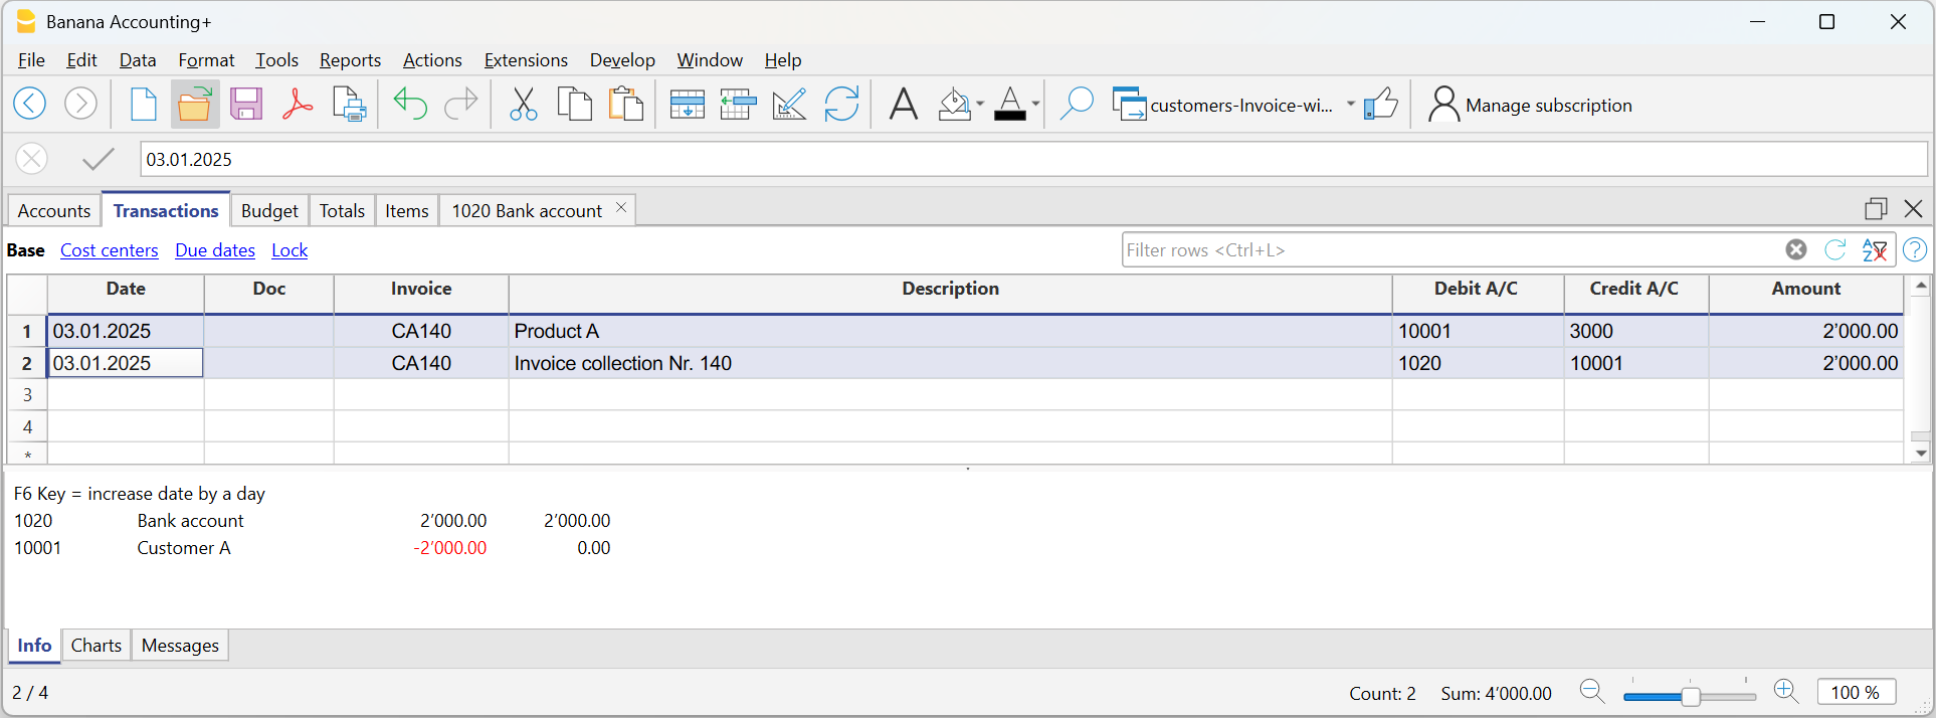 Banana Accounting+
File Edit Data Format Tools Reports Actions Extensions Develop Window Help
customers-Invoice-wi... Manage subscription
03.01.2025
Accounts Transactions Budget Totals Items 1020 Bank account
Base Cost centers Due dates Lock Filter rows <Ctrl+L>
Date Doc Invoice Description Debit A/C Credit A/C Amount
1 03.01.2025 CA140 Product A 10001 3000 2’000.00
2 03.01.2025 CA140 Invoice collection Nr. 140 1020 10001 2’000.00
3
4
*
F6 Key = increase date by a day
1020 Bank account 2’000.00 2’000.00
10001 Customer A -2’000.00 0.00
Info Charts Messages
2 / 4 Count: 2 Sum: 4’000.00 100 %